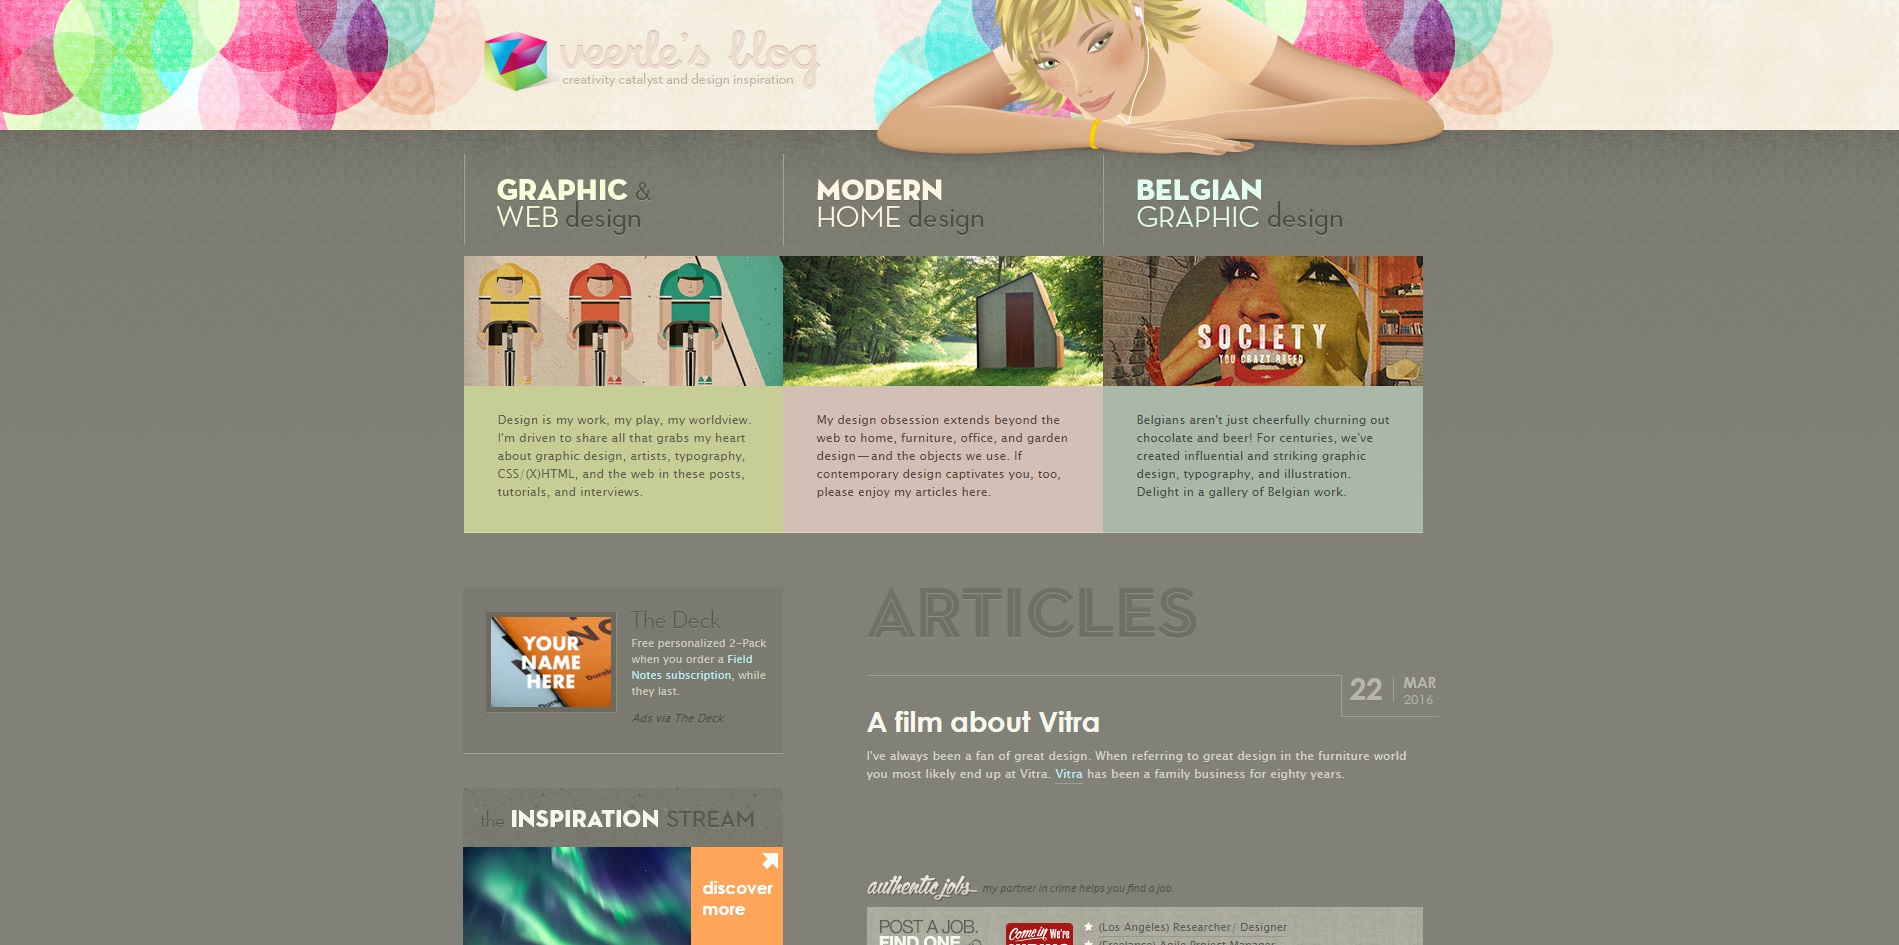 veerle's blog
creativity catalyst and design inspiration
GRAPHIC &
WEB design
MODERN
HOME design
BELGIAN
GRAPHIC design
SOCIETY
YOU CRAZY BREED
Design is my work, my play, my worldview.
I'm driven to share all that grabs my heart
about graphic design, artists, typography,
CSS/(X)HTML, and the web in these posts,
tutorials, and interviews.
My design obsession extends beyond the
web to home, furniture, office, and garden
design—and the objects we use. If
contemporary design captivates you, too,
please enjoy my articles here.
Belgians aren't just cheerfully churning out
chocolate and beer! For centuries, we've
created influential and striking graphic
design, typography, and illustration.
Delight in a gallery of Belgian work.
YOUR
NAME
HERE
The Deck
Free personalized 2-Pack
when you order a Field
Notes subscription, while
they last.
Ads via The Deck
the INSPIRATION STREAM
discover
more
ARTICLES
22 MAR
2016
A film about Vitra
I've always been a fan of great design. When referring to great design in the furniture world
you most likely end up at Vitra. Vitra has been a family business for eighty years.
authentic jobs my partner in crime helps you find a job.
POST A JOB.
FIND ONE
Come in, We're
(Los Angeles) Researcher/ Designer
(Freelance) Agile Project Manager